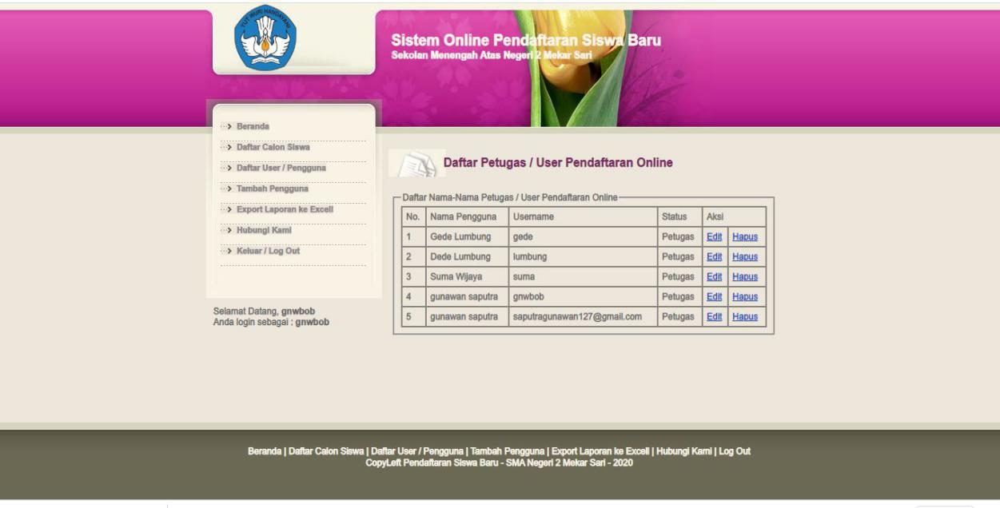 TUT WURI HANDAYANI
Sistem Online Pendaftaran Siswa Baru
Sekolan Menengah Atas Negeri 2 Mekar Sari
Beranda
Daftar Calon Siswa
Daftar User / Pengguna
Tambah Pengguna
Export Laporan ke Excell
Hubungi Kami
Keluar / Log Out
Selamat Datang, gnwbob
Anda login sebagai : gnwbob
Daftar Petugas / User Pendaftaran Online
Daftar Nama-Nama Petugas / User Pendaftaran Online
No. Nama Pengguna Username Status Aksi
1 Gede Lumbung gede Petugas Edit Hapus
2 Dede Lumbung lumbung Petugas Edit Hapus
3 Suma Wijaya suma Petugas Edit Hapus
4 gunawan saputra gnwbob Petugas Edit Hapus
5 gunawan saputra saputragunawan127@gmail.com Petugas Edit Hapus
Beranda | Daftar Calon Siswa | Daftar User / Pengguna | Tambah Pengguna | Export Laporan ke Excell | Hubungi Kami | Log Out
CopyLeft Pendaftaran Siswa Baru - SMA Negeri 2 Mekar Sari - 2020